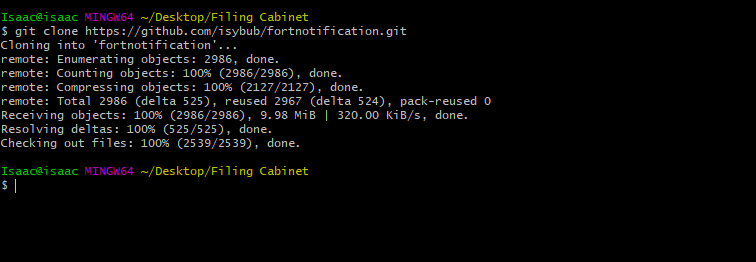 Isaac@isaac MINGW64 ~/Desktop/Filing Cabinet
$ git clone https://github.com/isybub/fortnotification.git
Cloning into 'fortnotification'...
remote: Enumerating objects: 2986, done.
remote: Counting objects: 100% (2986/2986), done.
remote: Compressing objects: 100% (2127/2127), done.
remote: Total 2986 (delta 525), reused 2967 (delta 524), pack-reused 0
Receiving objects: 100% (2986/2986), 9.98 MiB | 320.00 KiB/s, done.
Resolving deltas: 100% (525/525), done.
Checking out files: 100% (2539/2539), done.
Isaac@isaac MINGW64 ~/Desktop/Filing Cabinet
$